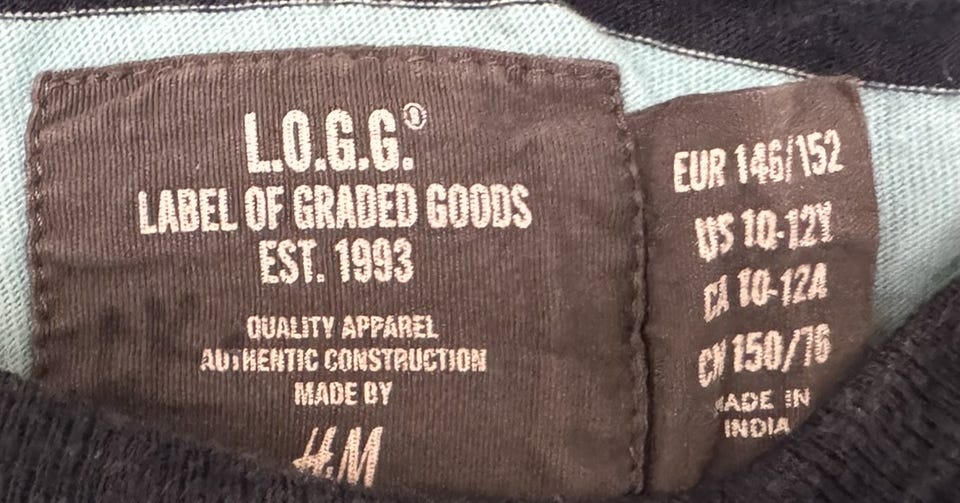 L.O.G.G.®
LABEL OF GRADED GOODS
EST. 1993
QUALITY APPAREL
AUTHENTIC CONSTRUCTION
MADE BY
H&M
EUR 146/152
US 10-12Y
CA 10-12A
CN 150/76
MADE IN
INDIA